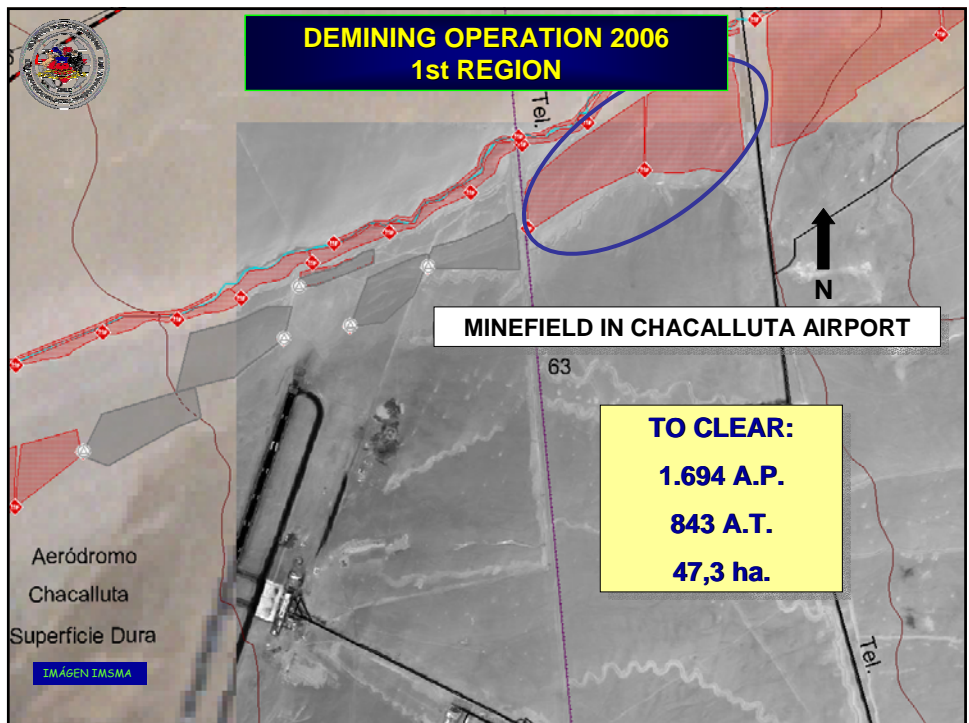 DEMINING OPERATION 2006
1st REGION
Tel.
N
MINEFIELD IN CHACALLUTA AIRPORT
63
TO CLEAR:
1.694 A.P.
843 A.T.
47,3 ha.
Aeródromo
Chacalluta
Superficie Dura
Tel.
IMÁGEN IMSMA